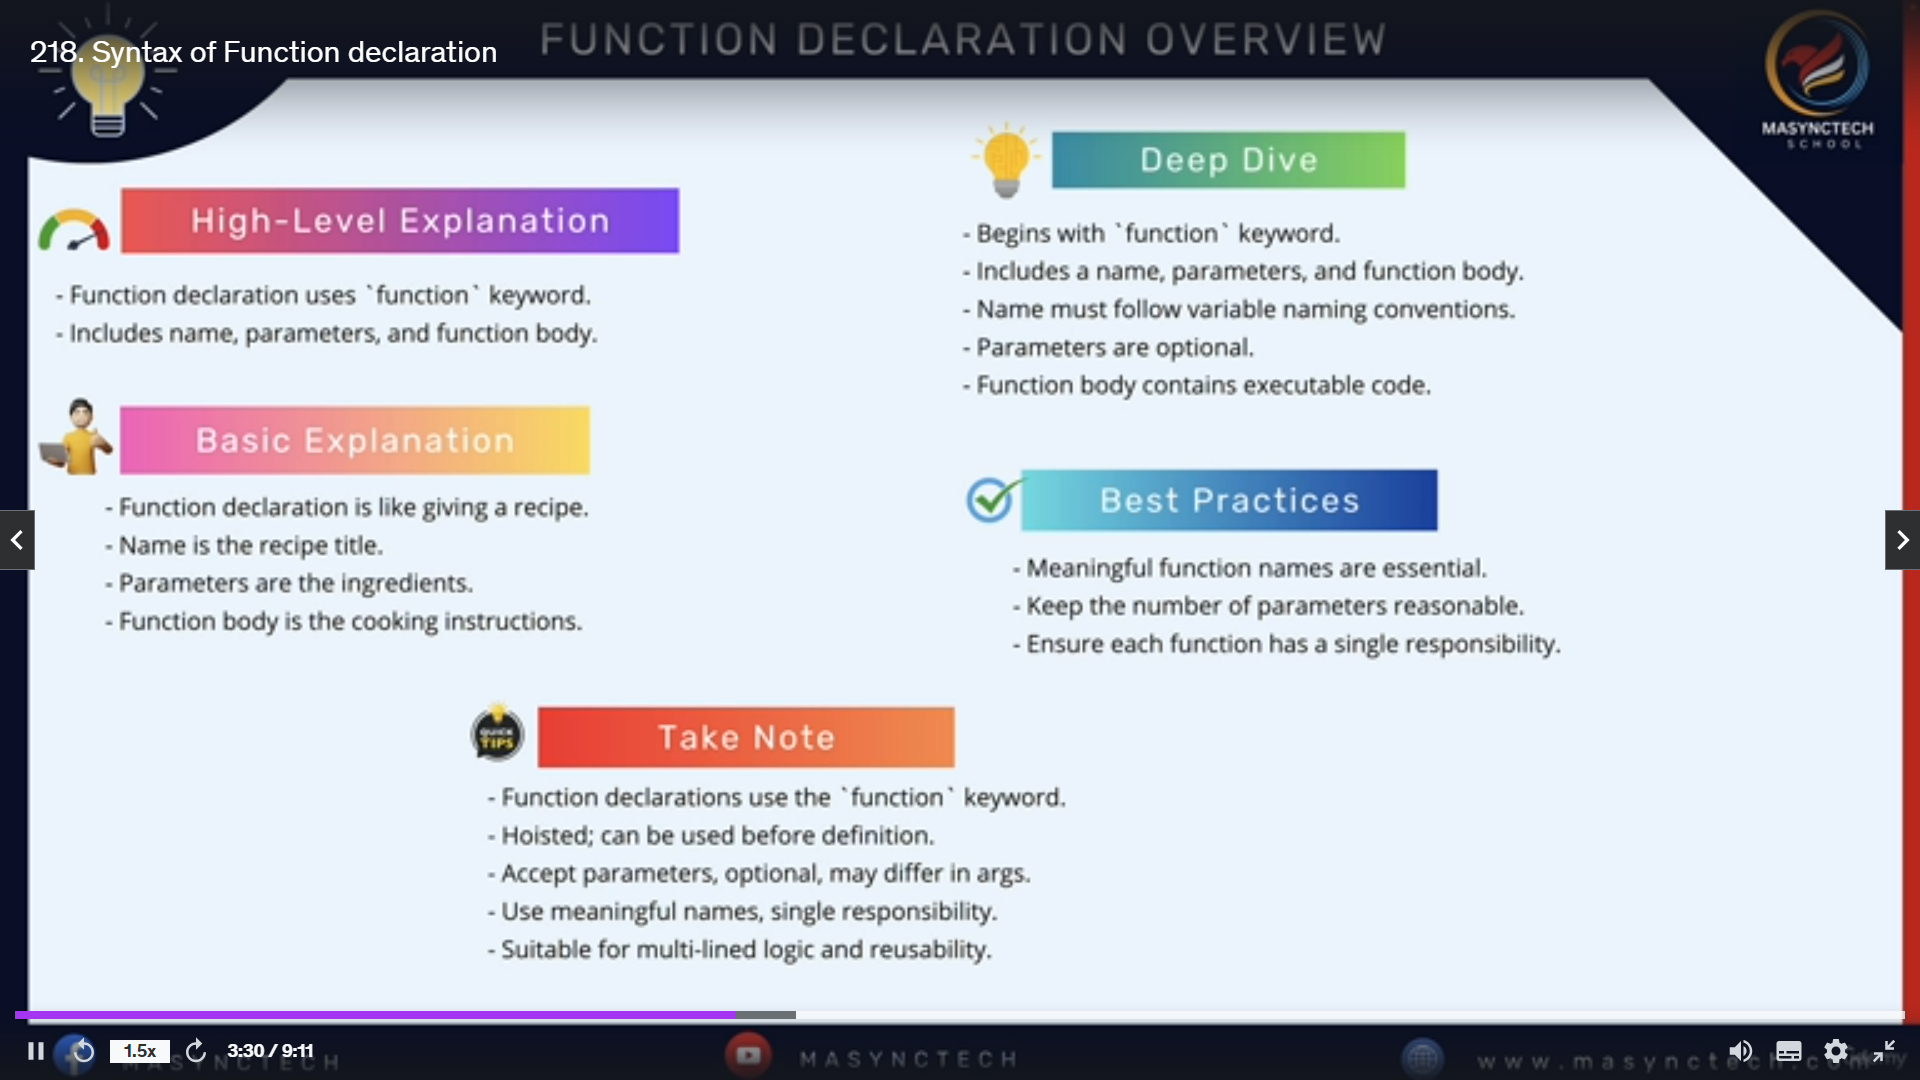 FUNCTION DECLARATION OVERVIEW
218. Syntax of Function declaration
MASYNCTECH
SCHOOL
High-Level Explanation
- Function declaration uses `function` keyword.
- Includes name, parameters, and function body.
Basic Explanation
- Function declaration is like giving a recipe.
- Name is the recipe title.
- Parameters are the ingredients.
- Function body is the cooking instructions.
Deep Dive
- Begins with `function` keyword.
- Includes a name, parameters, and function body.
- Name must follow variable naming conventions.
- Parameters are optional.
- Function body contains executable code.
Best Practices
- Meaningful function names are essential.
- Keep the number of parameters reasonable.
- Ensure each function has a single responsibility.
QUICK
TIPS
Take Note
- Function declarations use the `function` keyword.
- Hoisted; can be used before definition.
- Accept parameters, optional, may differ in args.
- Use meaningful names, single responsibility.
- Suitable for multi-lined logic and reusability.
1.5x
3:30 / 9:11
MASYNCTECH
MASYNCTECH
www.masynctech.com